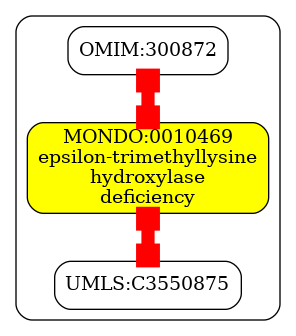 OMIM:300872
MONDO:0010469
epsilon-trimethyllysine
hydroxylase
deficiency
UMLS:C3550875